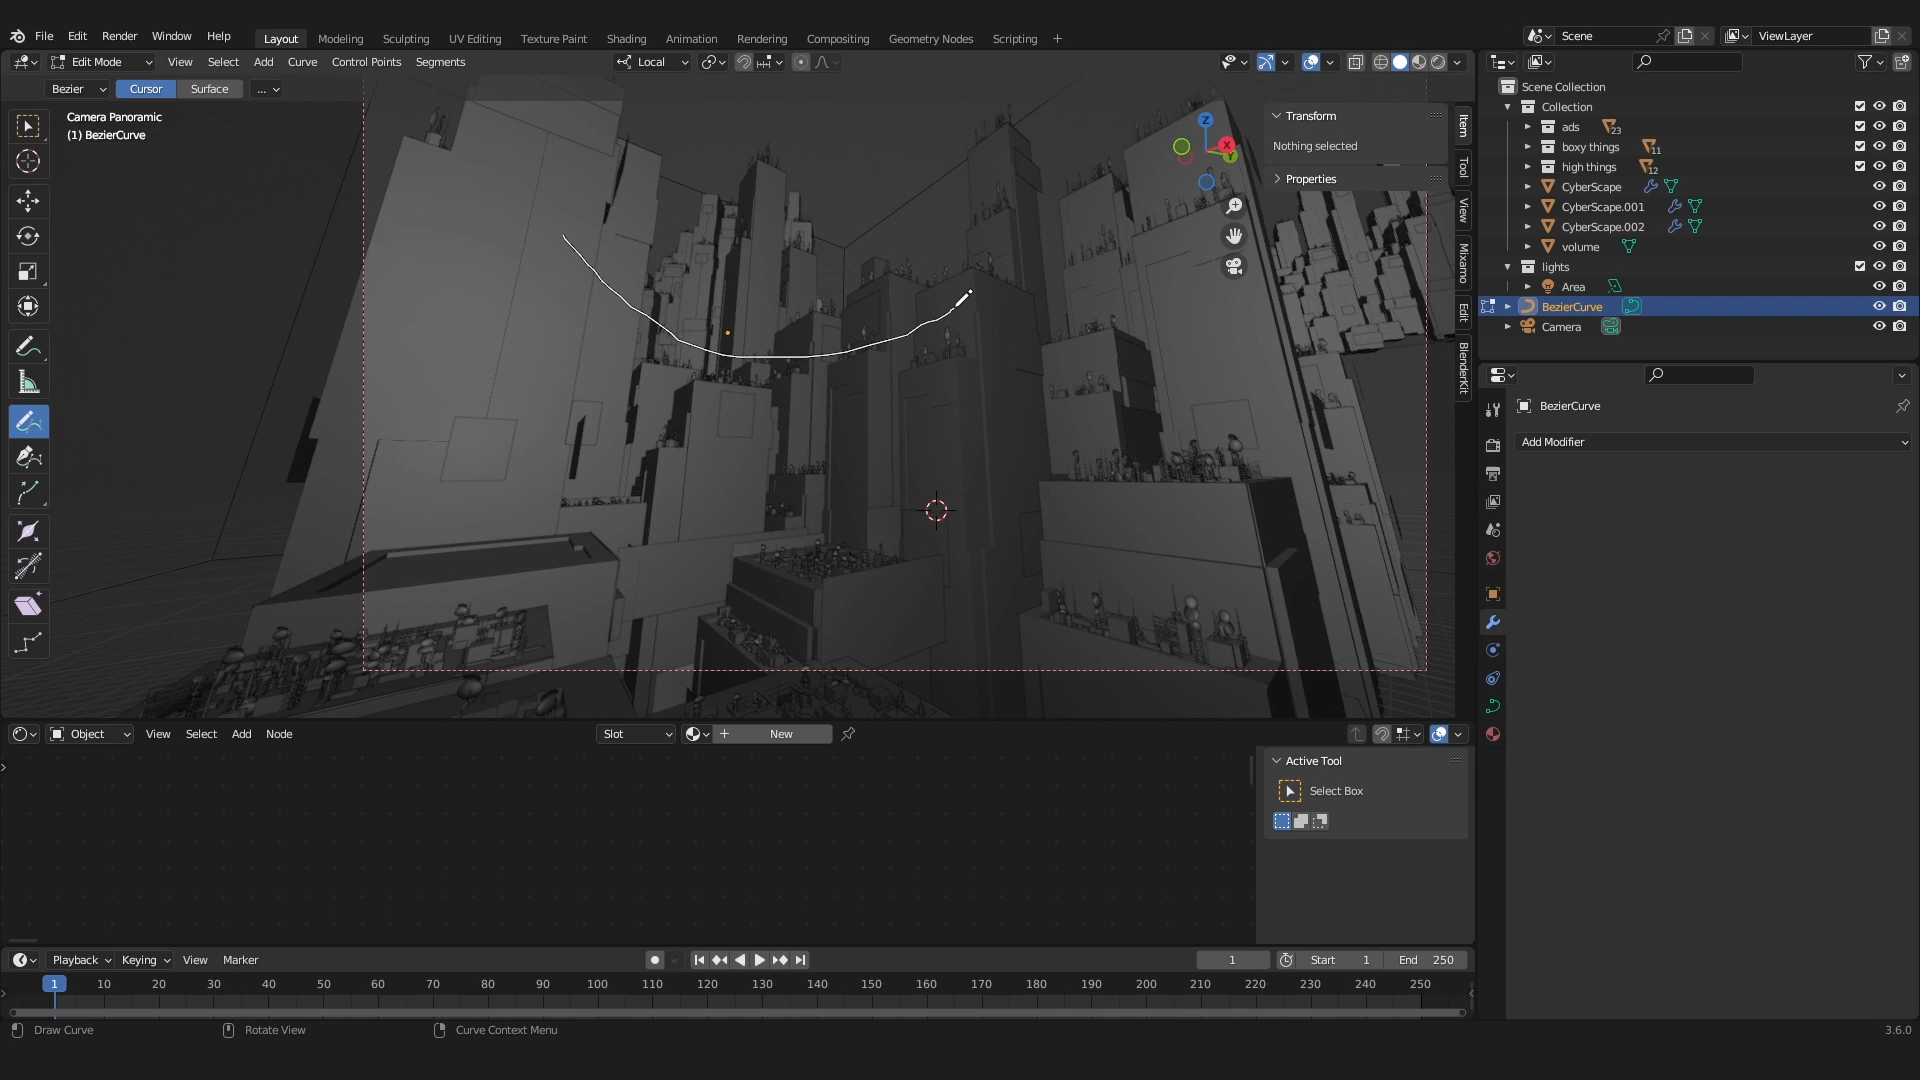 File Edit Render Window Help Layout Modeling Sculpting UV Editing Texture Paint Shading Animation Rendering Compositing Geometry Nodes Scripting + Scene ViewLayer
Edit Mode View Select Add Curve Control Points Segments Local
Bezier Cursor Surface ...
Camera Panoramic
(1) BezierCurve
Z
X
Y
Transform
Nothing selected
Properties
Item
Tool
View
Mixamo
Edit
BlenderKit
Scene Collection
Collection
ads 23
boxy things 11
high things 12
CyberScape
CyberScape.001
CyberScape.002
volume
lights
Area
BezierCurve
Camera
BezierCurve
Add Modifier
Object View Select Add Node Slot New
Active Tool
Select Box
Playback Keying View Marker 1 Start 1 End 250
1 10 20 30 40 50 60 70 80 90 100 110 120 130 140 150 160 170 180 190 200 210 220 230 240 250
Draw Curve Rotate View Curve Context Menu 3.6.0